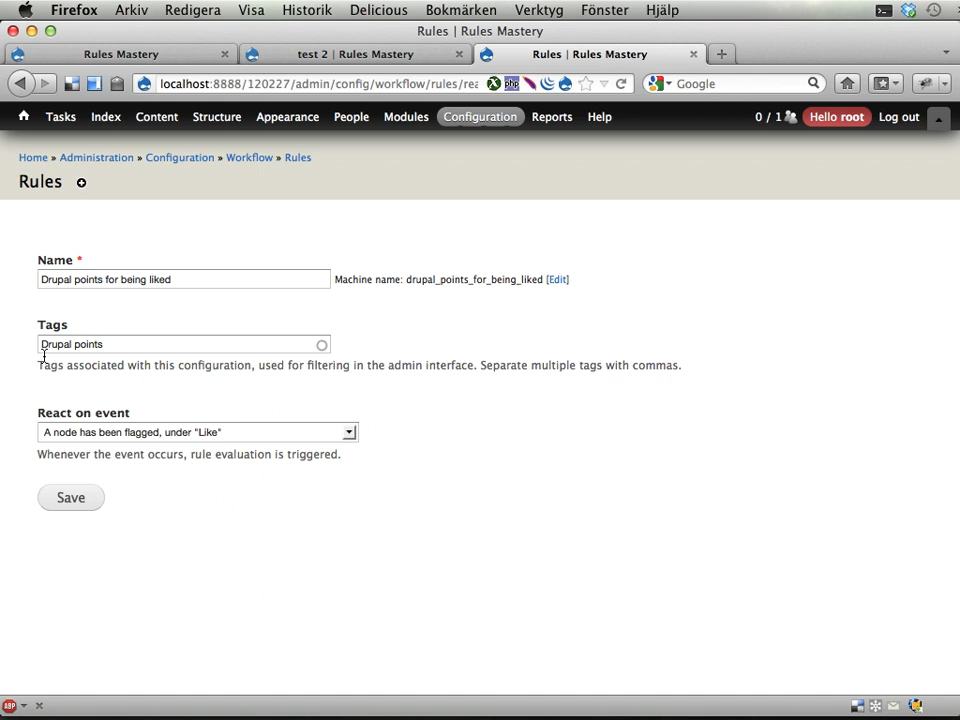 Firefox Arkiv Redigera Visa Historik Delicious Bokmärken Verktyg Fönster Hjälp
Rules | Rules Mastery
Rules Mastery test 2 | Rules Mastery Rules | Rules Mastery
localhost:8888/120227/admin/config/workflow/rules/rea php Google
Tasks Index Content Structure Appearance People Modules Configuration Reports Help 0 / 1 Hello root Log out
Home » Administration » Configuration » Workflow » Rules
Rules
Name *
Drupal points for being liked Machine name: drupal_points_for_being_liked [Edit]
Tags
Drupal points
Tags associated with this configuration, used for filtering in the admin interface. Separate multiple tags with commas.
React on event
A node has been flagged, under "Like"
Whenever the event occurs, rule evaluation is triggered.
Save
ABP